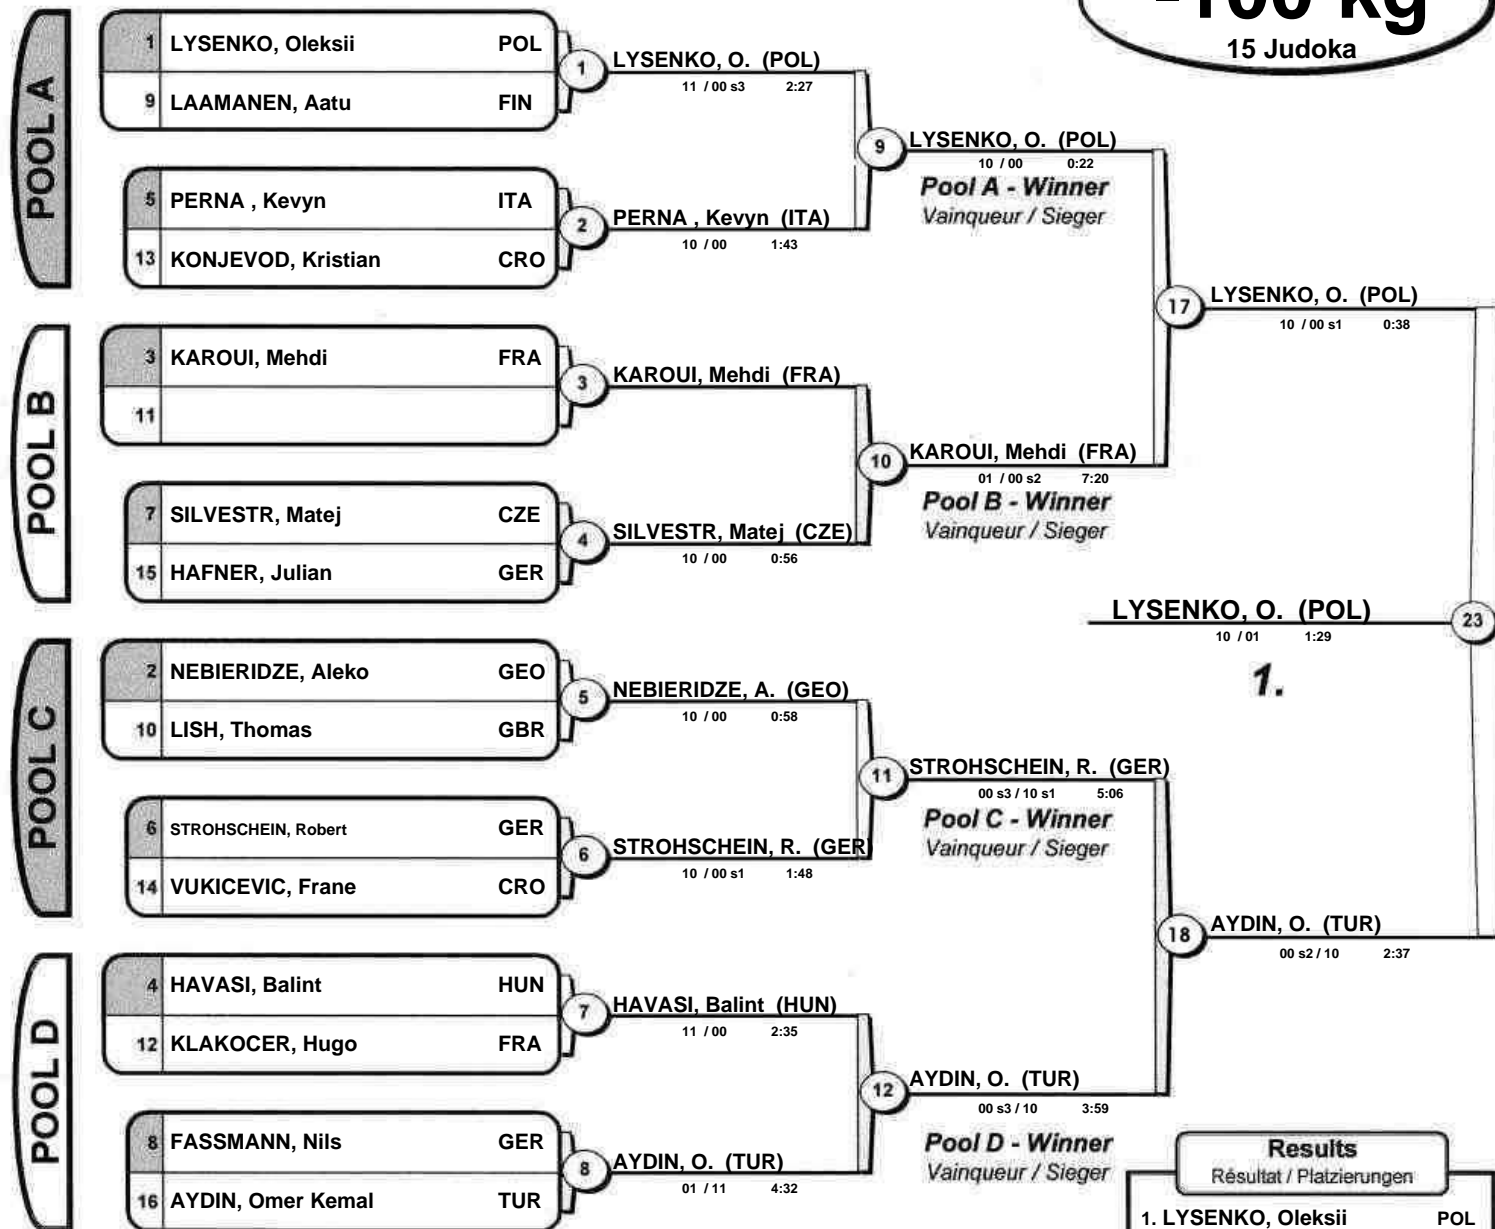 -100 kg
15 Judoka
POOL A
1 LYSENKO, Oleksii POL
9 LAAMANEN, Aatu FIN
1
LYSENKO, O. (POL)
11 / 00 s3 2:27
5 PERNA , Kevyn ITA
13 KONJEVOD, Kristian CRO
2
PERNA , Kevyn (ITA)
10 / 00 1:43
9
LYSENKO, O. (POL)
10 / 00 0:22
Pool A - Winner
Vainqueur / Sieger
POOL B
3 KAROUI, Mehdi FRA
11
3
KAROUI, Mehdi (FRA)
7 SILVESTR, Matej CZE
15 HAFNER, Julian GER
4
SILVESTR, Matej (CZE)
10 / 00 0:56
10
KAROUI, Mehdi (FRA)
01 / 00 s2 7:20
Pool B - Winner
Vainqueur / Sieger
17
LYSENKO, O. (POL)
10 / 00 s1 0:38
POOL C
2 NEBIERIDZE, Aleko GEO
10 LISH, Thomas GBR
5
NEBIERIDZE, A. (GEO)
10 / 00 0:58
6 STROHSCHEIN, Robert GER
14 VUKICEVIC, Frane CRO
6
STROHSCHEIN, R. (GER)
10 / 00 s1 1:48
11
STROHSCHEIN, R. (GER)
00 s3 / 10 s1 5:06
Pool C - Winner
Vainqueur / Sieger
POOL D
4 HAVASI, Balint HUN
12 KLAKOCER, Hugo FRA
7
HAVASI, Balint (HUN)
11 / 00 2:35
8 FASSMANN, Nils GER
16 AYDIN, Omer Kemal TUR
8
AYDIN, O. (TUR)
01 / 11 4:32
12
AYDIN, O. (TUR)
00 s3 / 10 3:59
Pool D - Winner
Vainqueur / Sieger
18
AYDIN, O. (TUR)
00 s2 / 10 2:37
LYSENKO, O. (POL)
10 / 01 1:29
23
1.
Results
Résultat / Platzierungen
1. LYSENKO, Oleksii POL